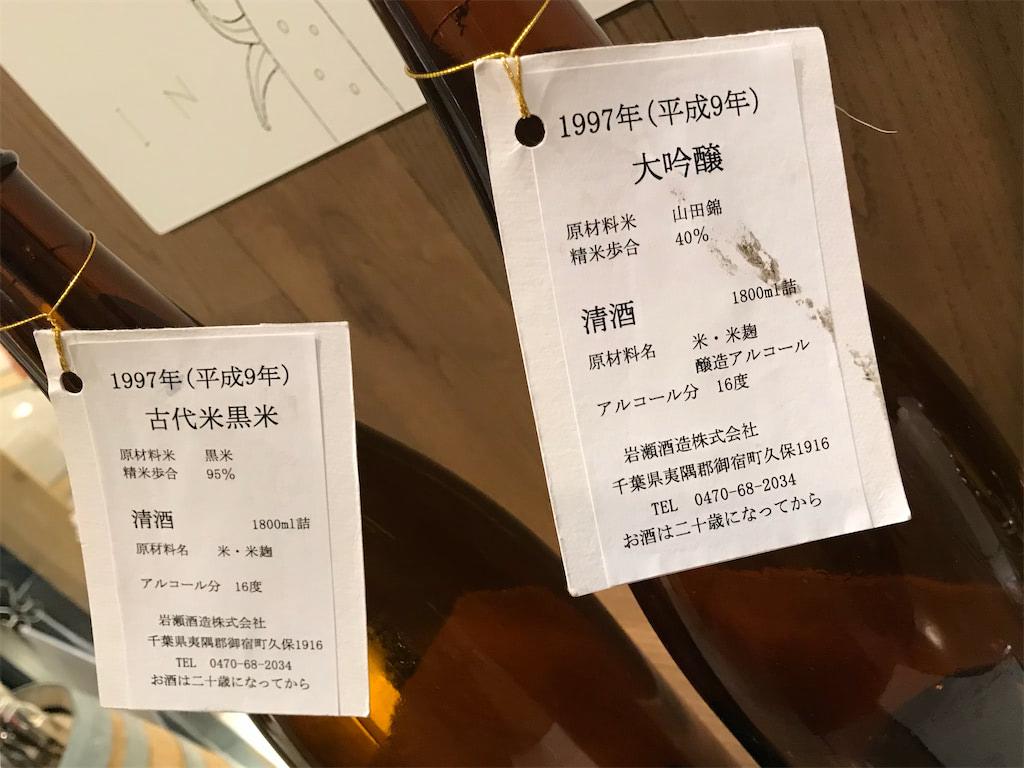 IN
1997年(平成9年)
古代米黒米
原材料米 黒米
精米歩合 95%
清酒 1800ml詰
原材料名 米・米麹
アルコール分 16度
岩瀬酒造株式会社
千葉県夷隅郡御宿町久保1916
TEL 0470-68-2034
お酒は二十歳になってから
1997年(平成9年)
大吟醸
原材料米 山田錦
精米歩合 40%
清酒 1800ml詰
原材料名 米・米麹
醸造アルコール
アルコール分 16度
岩瀬酒造株式会社
千葉県夷隅郡御宿町久保1916
TEL 0470-68-2034
お酒は二十歳になってから